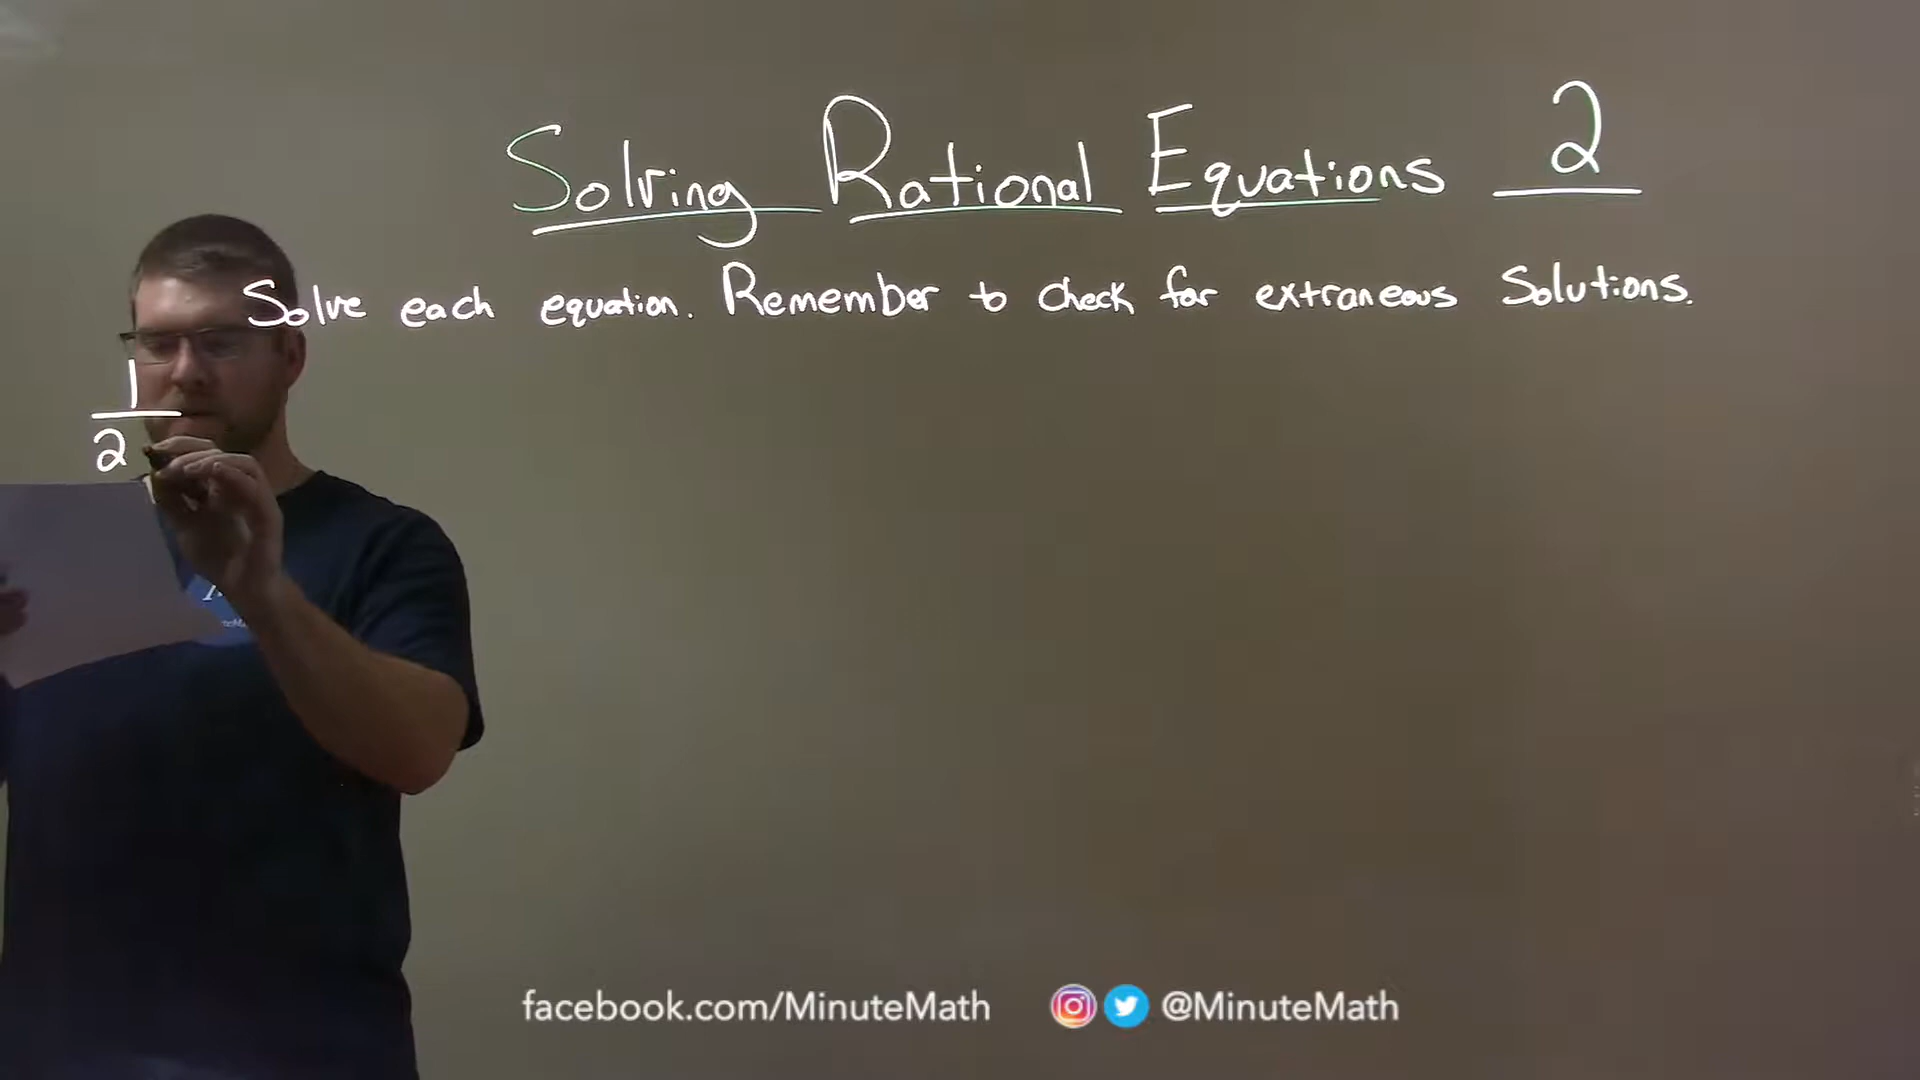 Solving Rational Equations 2
Solve each equation. Remember to check for extraneous Solutions.
1
2
facebook.com/MinuteMath @MinuteMath